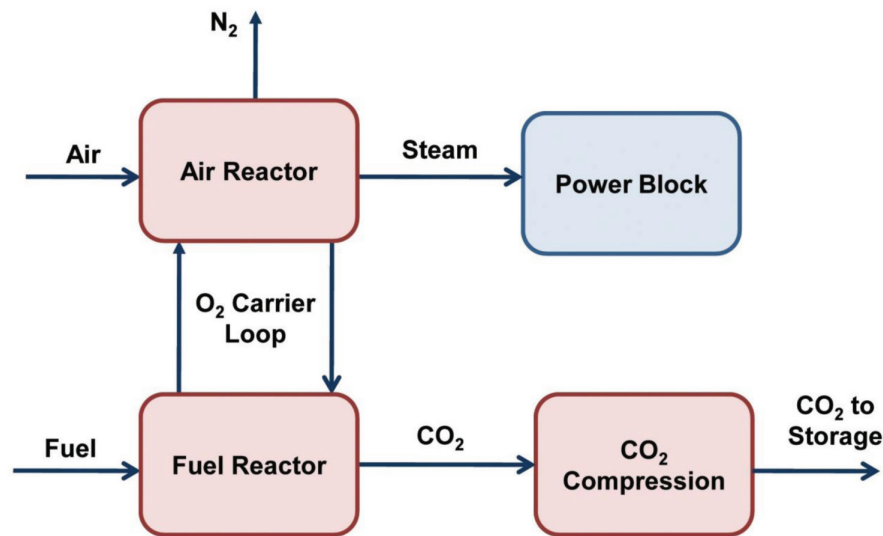 N₂
Air
Air Reactor
Steam
Power Block
O₂ Carrier
Loop
Fuel
Fuel Reactor
CO₂
CO₂
Compression
CO₂ to
Storage